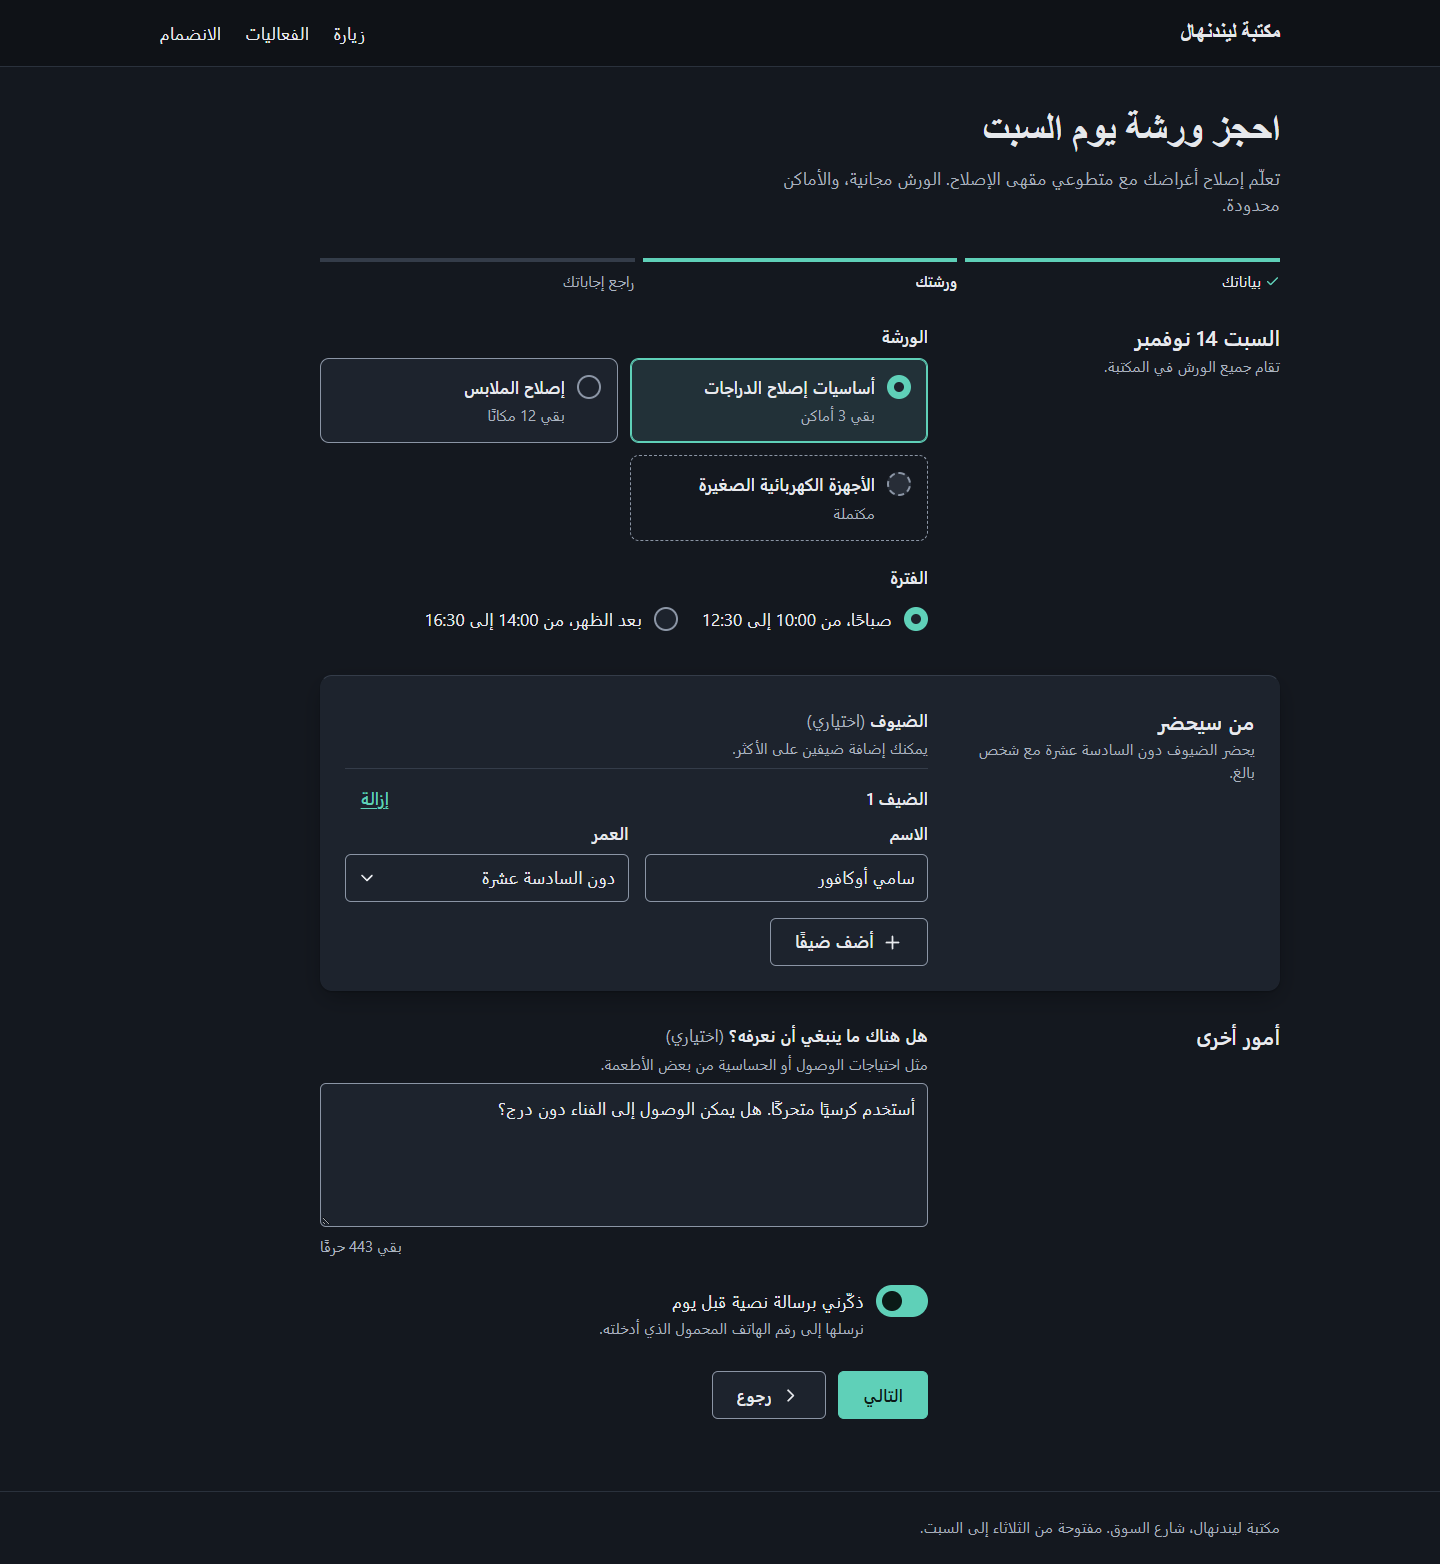 مكتبة ليندنهال
زيارة
الفعاليات
الانضمام
احجز ورشة يوم السبت
تعلّم إصلاح أغراضك مع متطوعي مقهى الإصلاح. الورش مجانية، والأماكن
محدودة.
بياناتك
ورشتك
راجع إجاباتك
السبت 14 نوفمبر
تقام جميع الورش في المكتبة.
الورشة
أساسيات إصلاح الدراجات
بقي 3 أماكن
إصلاح الملابس
بقي 12 مكانًا
الأجهزة الكهربائية الصغيرة
مكتملة
الفترة
صباحًا، من 10:00 إلى 12:30
بعد الظهر، من 14:00 إلى 16:30
من سيحضر
يحضر الضيوف دون السادسة عشرة مع شخص
بالغ.
الضيوف (اختياري)
يمكنك إضافة ضيفين على الأكثر.
الضيف 1
إزالة
الاسم
العمر
سامي أوكافور
دون السادسة عشرة
أضف ضيفًا
أمور أخرى
هل هناك ما ينبغي أن نعرفه؟ (اختياري)
مثل احتياجات الوصول أو الحساسية من بعض الأطعمة.
أستخدم كرسيًا متحركًا. هل يمكن الوصول إلى الفناء دون درج؟
بقي 443 حرفًا
ذكّرني برسالة نصية قبل يوم
نرسلها إلى رقم الهاتف المحمول الذي أدخلته.
التالي
رجوع
مكتبة ليندنهال، شارع السوق. مفتوحة من الثلاثاء إلى السبت.